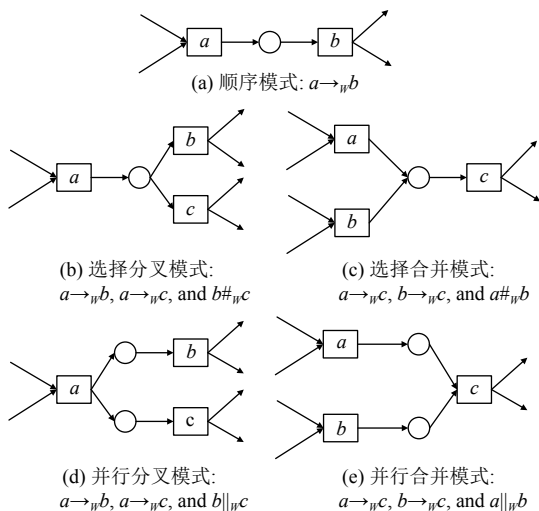 a b
(a) 顺序模式: a→wb
b
a
a c
c b
(b) 选择分叉模式: (c) 选择合并模式:
a→wb, a→wc, and b#wc a→wc, b→wc, and a#wb
b a
a c
c b
(d) 并行分叉模式: (e) 并行合并模式:
a→wb, a→wc, and b||wc a→wc, b→wc, and a||wb